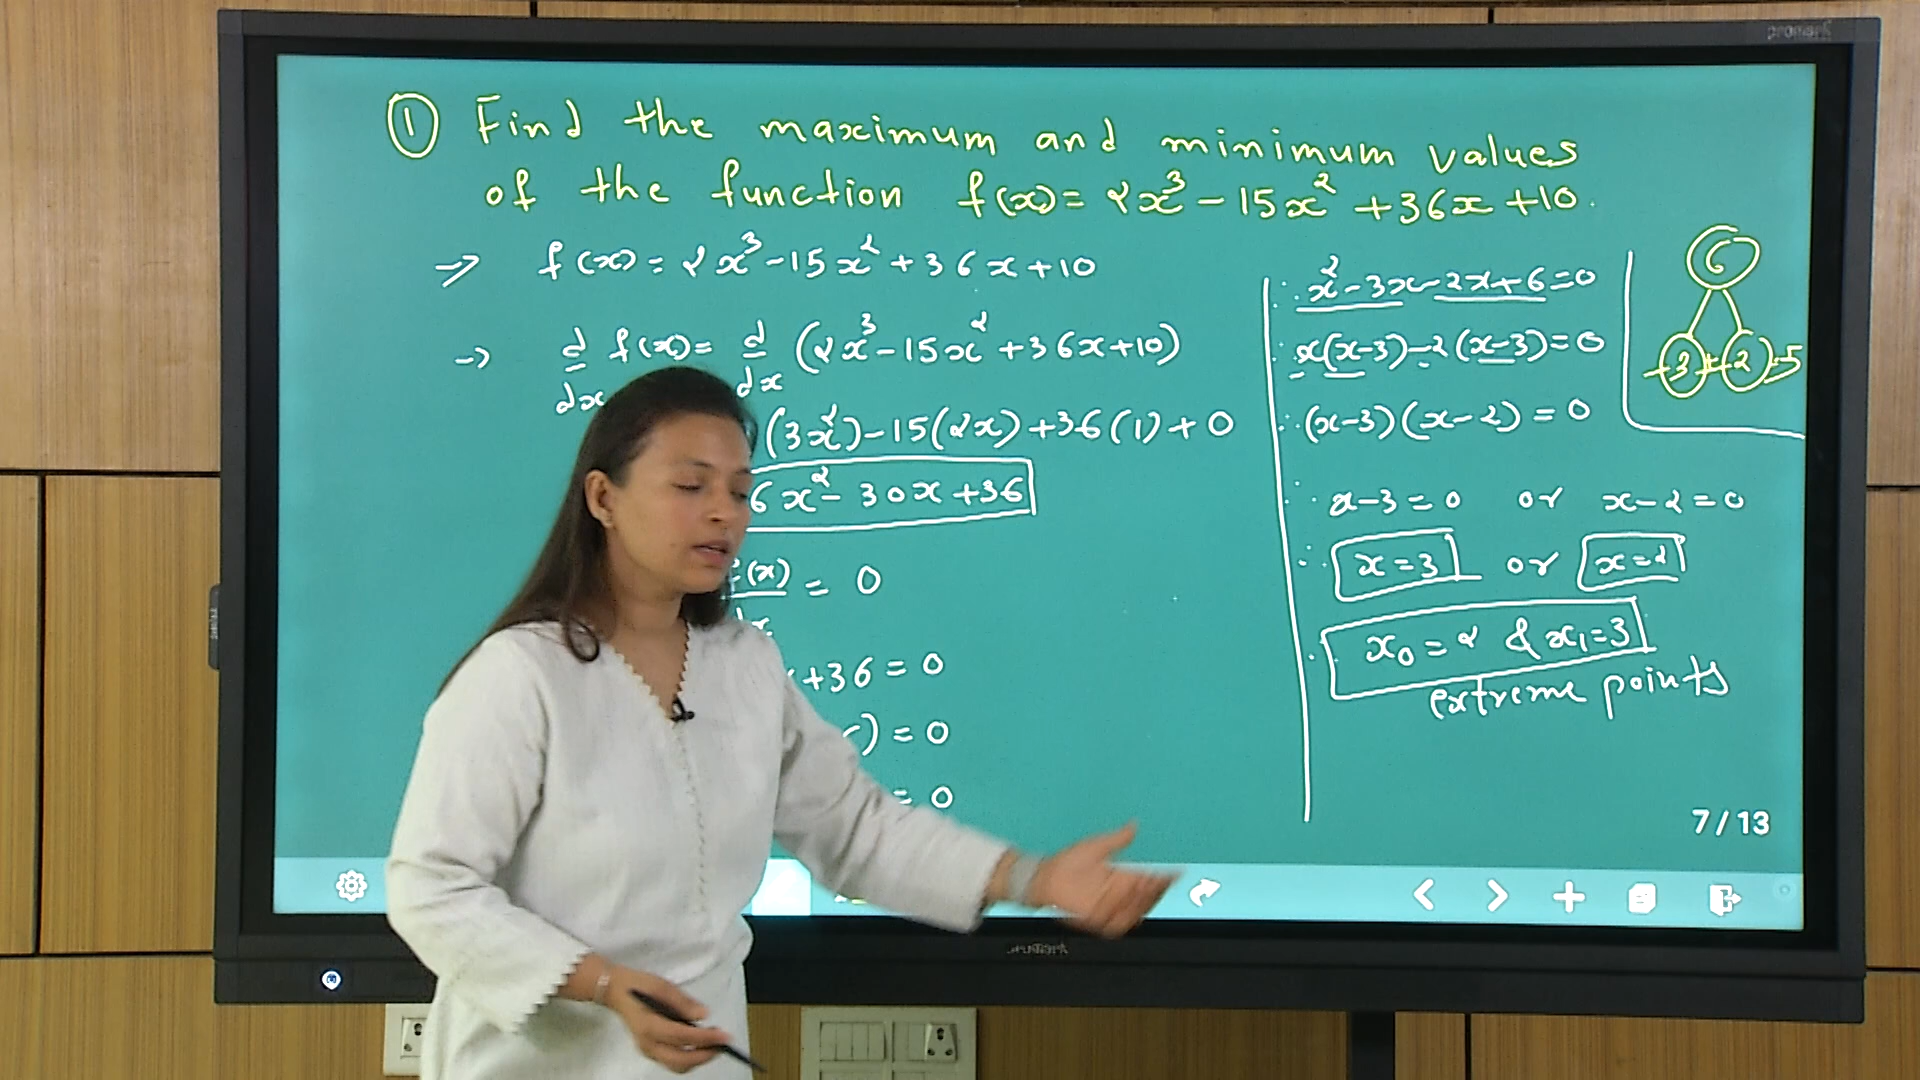 ① Find the maximum and minimum values
of the function f(x) = 2x³ - 15x² + 36x + 10.
=> f(x) = 2x³ - 15x² + 36x + 10
-> d/dx f(x) = d/dx (2x³ - 15x² + 36x + 10)
(3x²) - 15(2x) + 36(1) + 0
6x² - 30x + 36
(x) = 0
+36 = 0
) = 0
= 0
∴ x² - 3x - 2x + 6 = 0
∴ x(x-3) - 2(x-3) = 0
∴ (x-3)(x-2) = 0
∴ x-3 = 0 or x-2 = 0
∴ x=3 or x=2
∴ x₀ = 2 & x₁ = 3
extreme points
6
-3 + -2 = -5
7/13
promark
promark